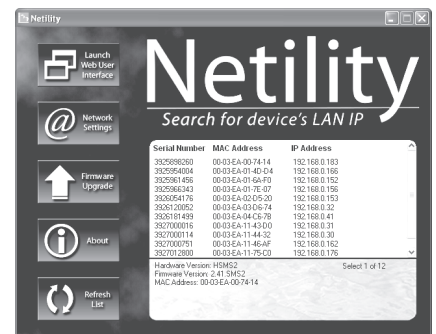 Netility
Launch
Web User
Interface
Network
Settings
Firmware
Upgrade
About
Refresh
List
Netility
Search for device's LAN IP
Serial Number MAC Address IP Address
3925898260 00-03-EA-00-74-14 192.168.0.183
3925954004 00-03-EA-01-4D-D4 192.168.0.166
3925961456 00-03-EA-01-6A-F0 192.168.0.152
3925966343 00-03-EA-01-7E-07 192.168.0.156
3926054176 00-03-EA-02-D5-20 192.168.0.153
3926120052 00-03-EA-03-D6-74 192.168.0.32
3926181499 00-03-EA-04-C6-7B 192.168.0.41
3927000016 00-03-EA-11-43-D0 192.168.0.31
3927000114 00-03-EA-11-44-32 192.168.0.30
3927000751 00-03-EA-11-46-AF 192.168.0.162
3927012800 00-03-EA-11-75-C0 192.168.0.176
Hardware Version: HSMS2 Select 1 of 12
Firmware Version: 2.41.SMS2
MAC Address: 00-03-EA-00-74-14